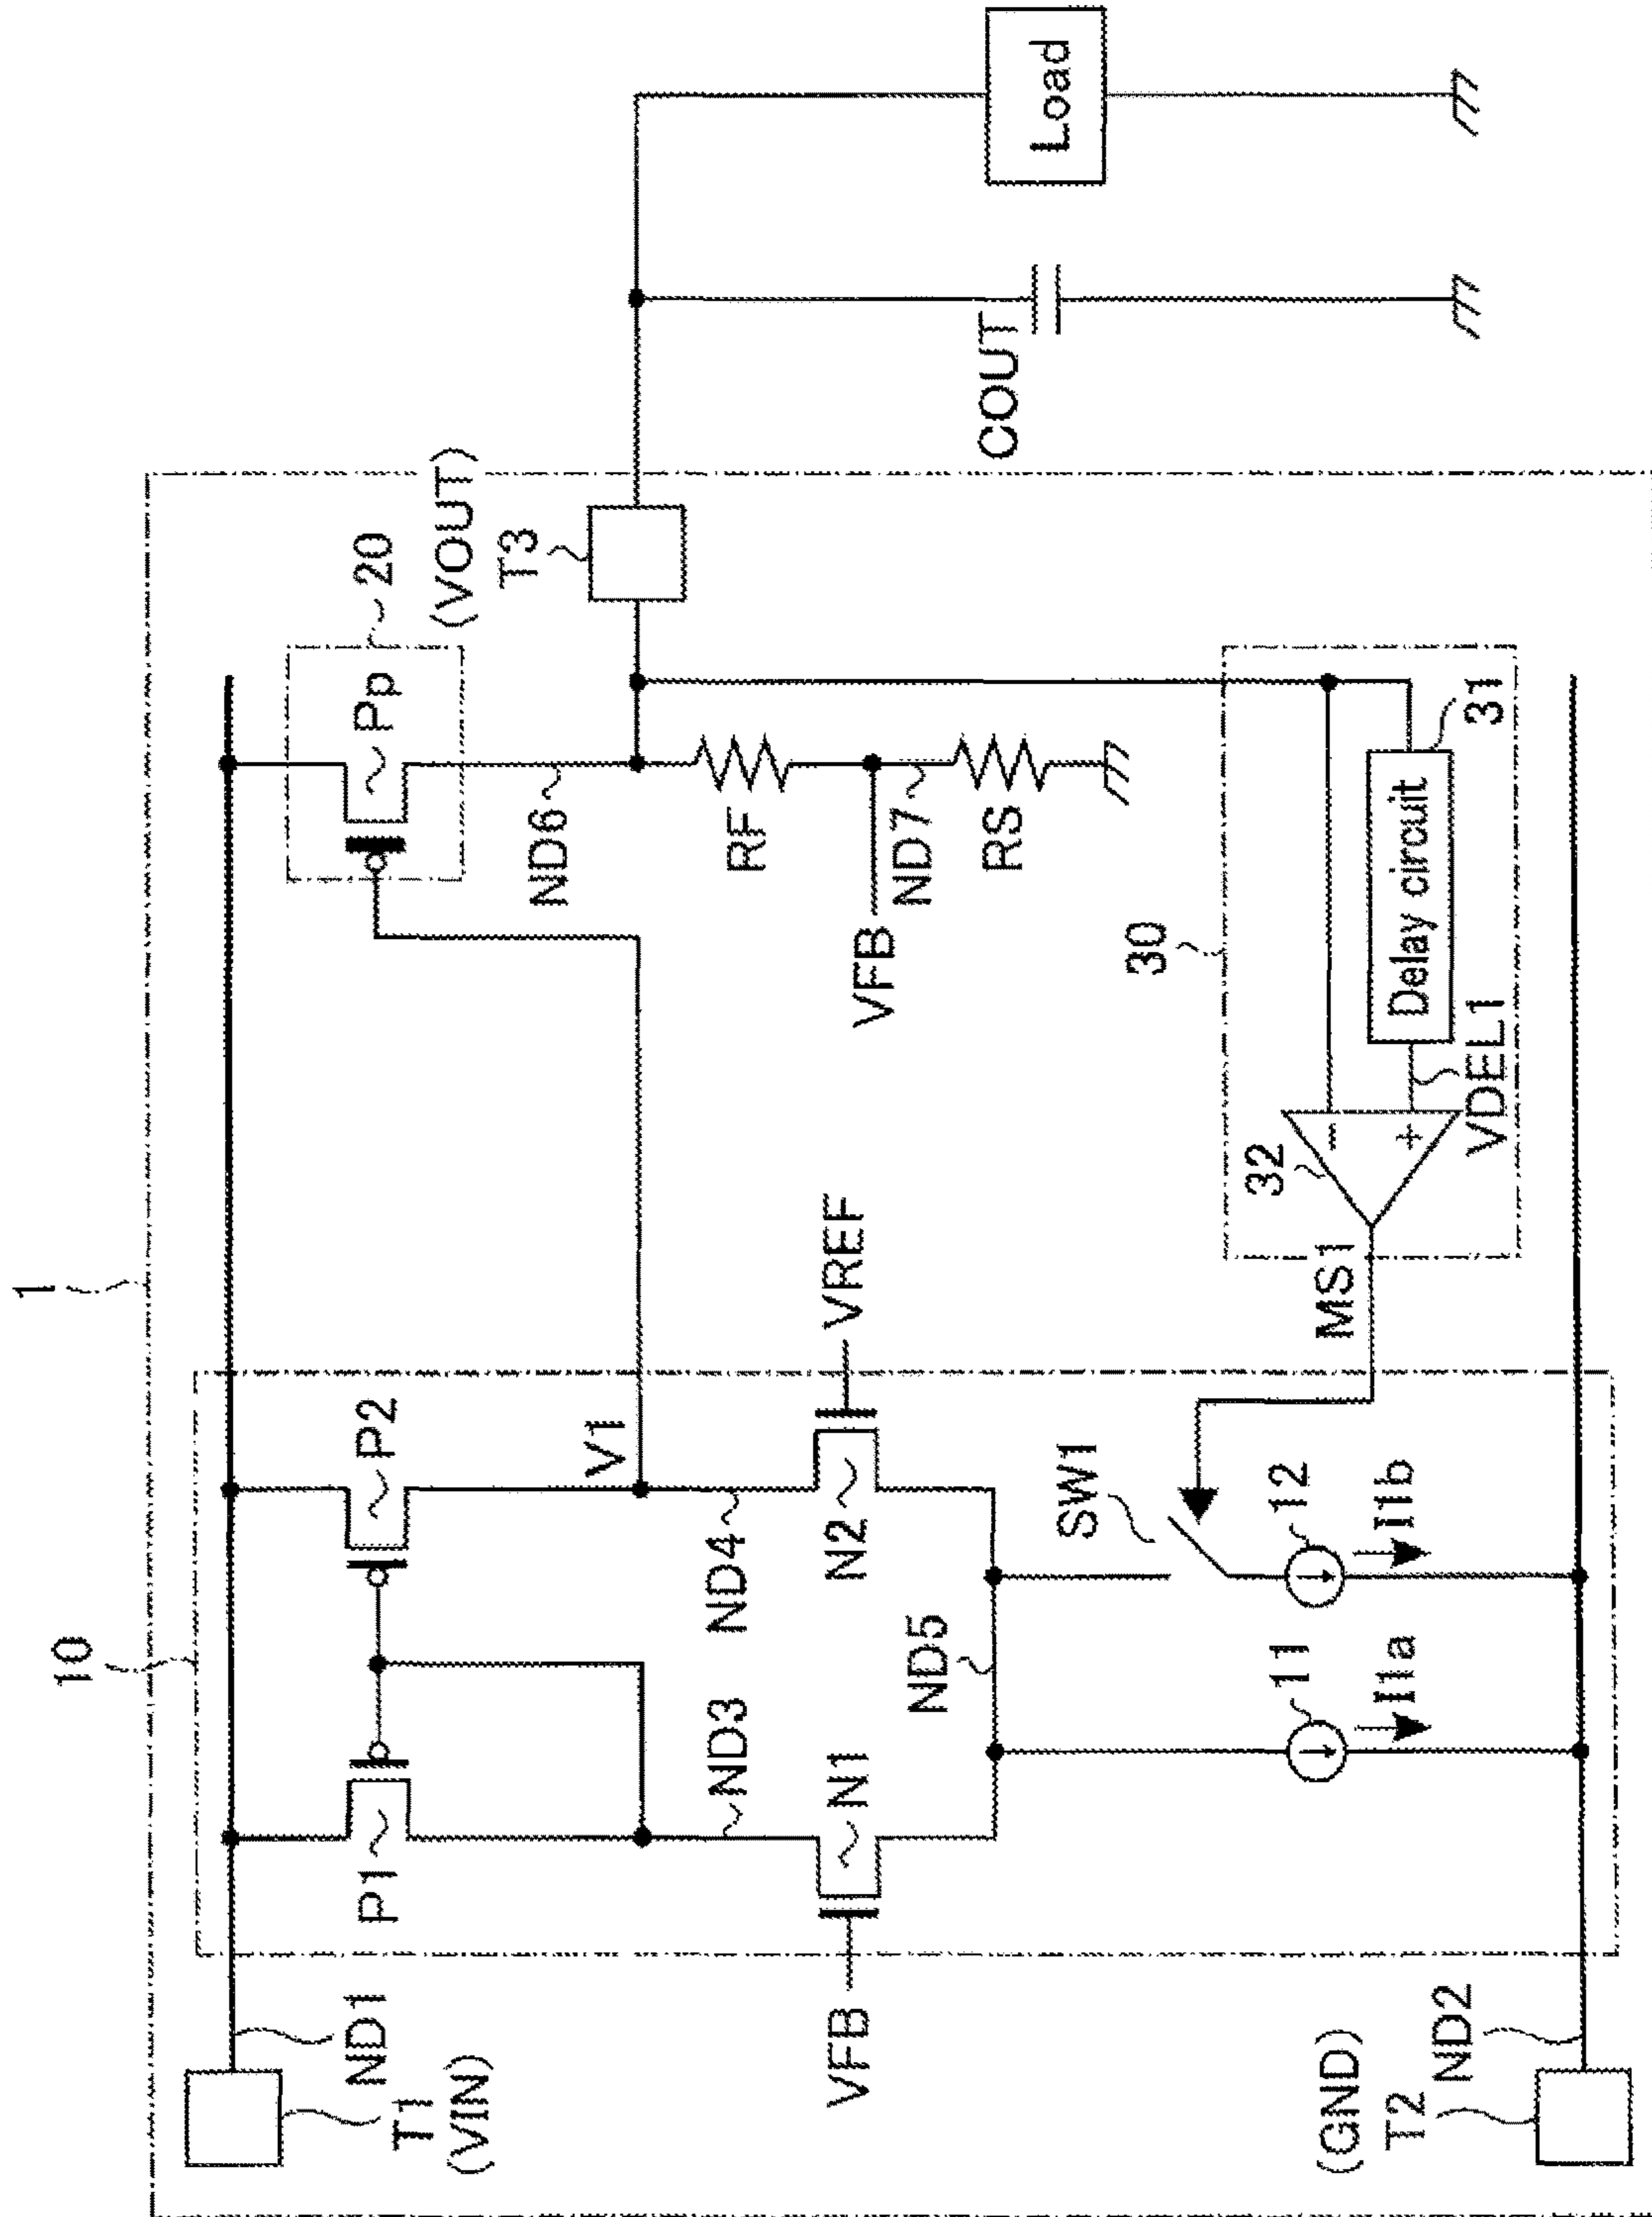 1
10
ND1
T1
(VIN)
P1
P2
20
Pp
(VOUT)
T3
V1
ND3
ND4
ND6
RF
VFB
N1
N2
VREF
VFB
ND7
RS
COUT
Load
ND5
SW1
MS1
30
32
-
+
Delay circuit
31
VDEL1
11
12
I1a
I1b
(GND)
T2
ND2